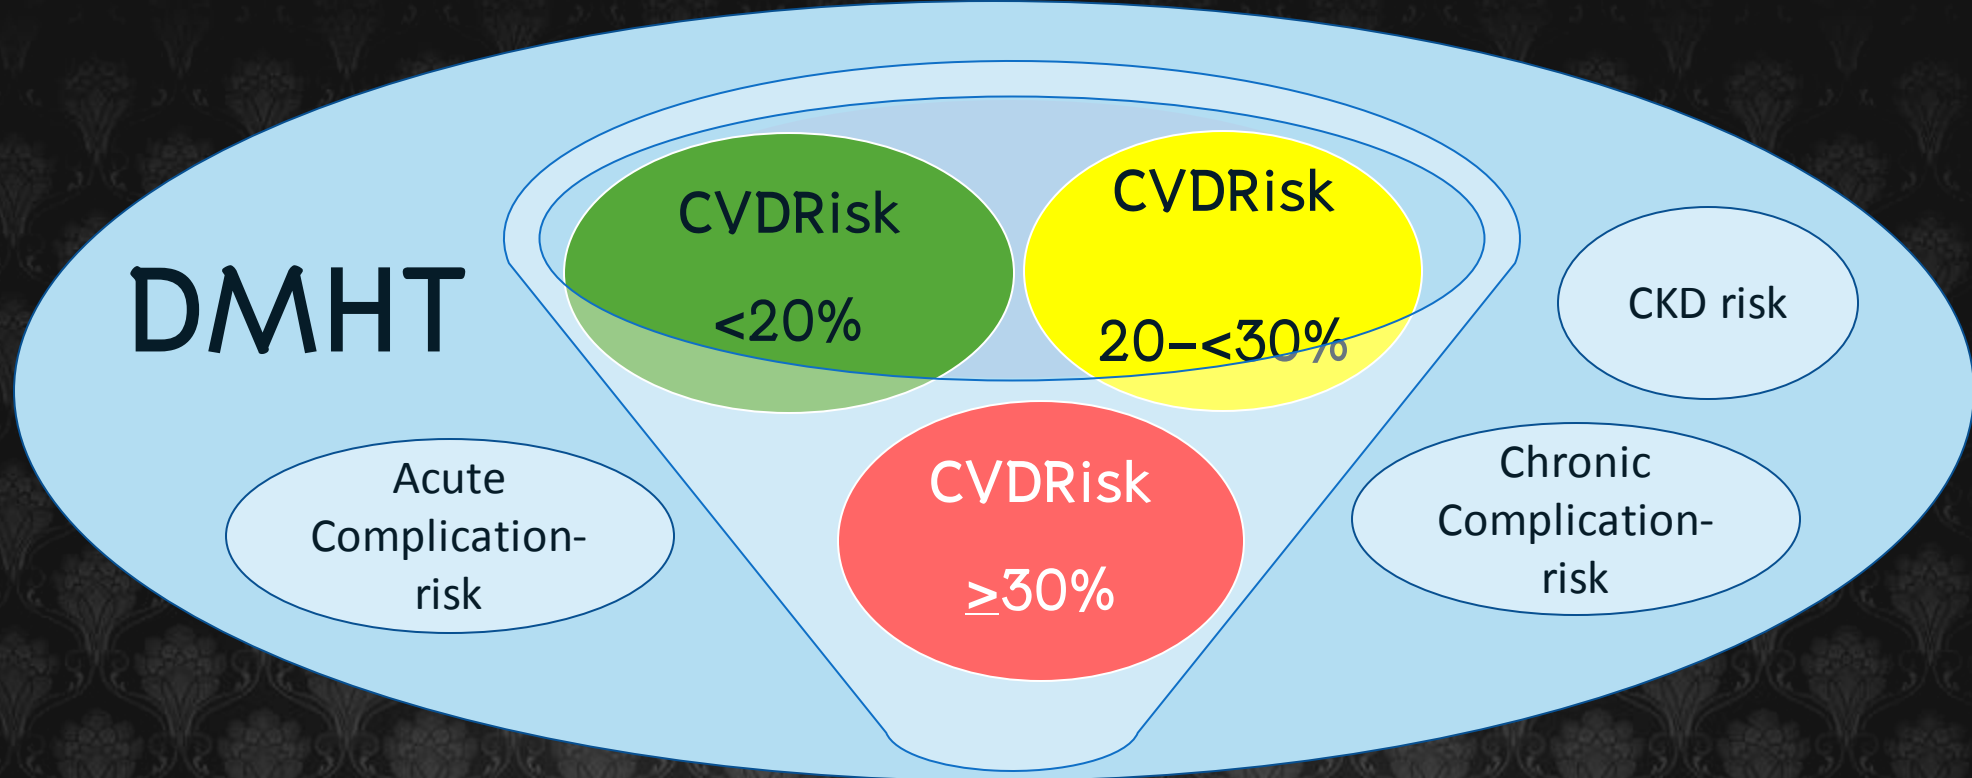 DMHT
CVDRisk
<20%
CVDRisk
20–<30%
CVDRisk
≥30%
CKD risk
Acute
Complication-
risk
Chronic
Complication-
risk